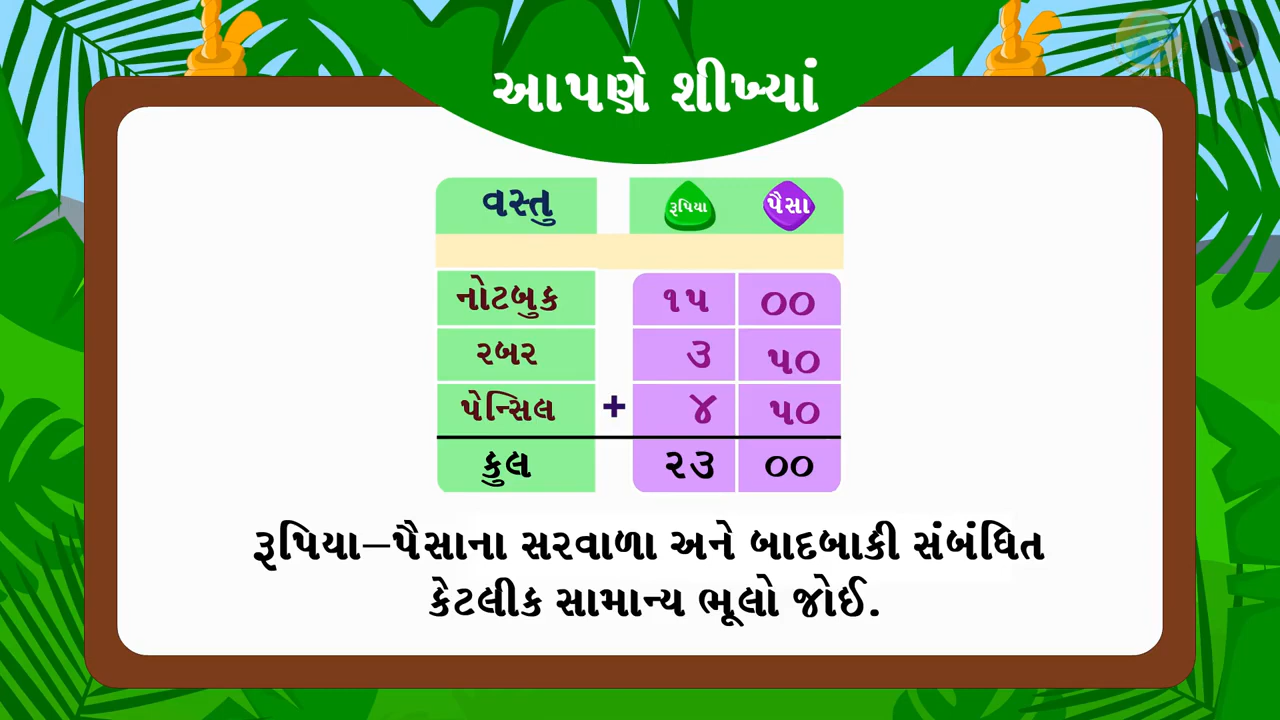 આપણે શીખ્યાં
વસ્તુ રૂપિયા પૈસા
નોટબુક ૧૫ ૦૦
રબર ૩ ૫૦
પેન્સિલ + ૪ ૫૦
કુલ ૨૩ ૦૦
રૂપિયા–પૈસાના સરવાળા અને બાદબાકી સંબંધિત
કેટલીક સામાન્ય ભૂલો જોઈ.